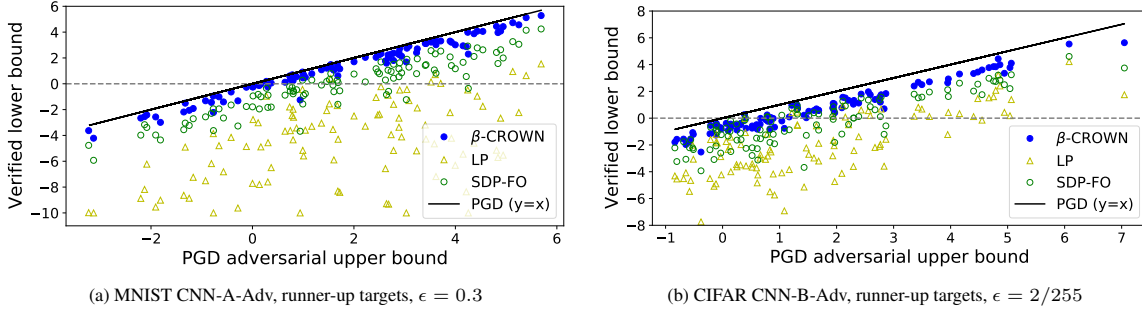 6
4
2
0
−2
−4
−6
−8
−10
Verified lower bound
β-CROWN
LP
SDP-FO
PGD (y=x)
−2 0 2 4 6
PGD adversarial upper bound
(a) MNIST CNN-A-Adv, runner-up targets, ϵ = 0.3
8
6
4
2
0
−2
−4
−6
−8
Verified lower bound
β-CROWN
LP
SDP-FO
PGD (y=x)
−1 0 1 2 3 4 5 6 7
PGD adversarial upper bound
(b) CIFAR CNN-B-Adv, runner-up targets, ϵ = 2/255